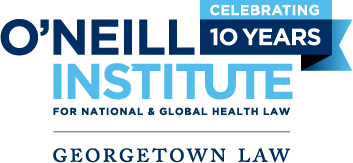 CELEBRATING
O'NEILL 10 YEARS
INSTITUTE
FOR NATIONAL & GLOBAL HEALTH LAW
GEORGETOWN LAW